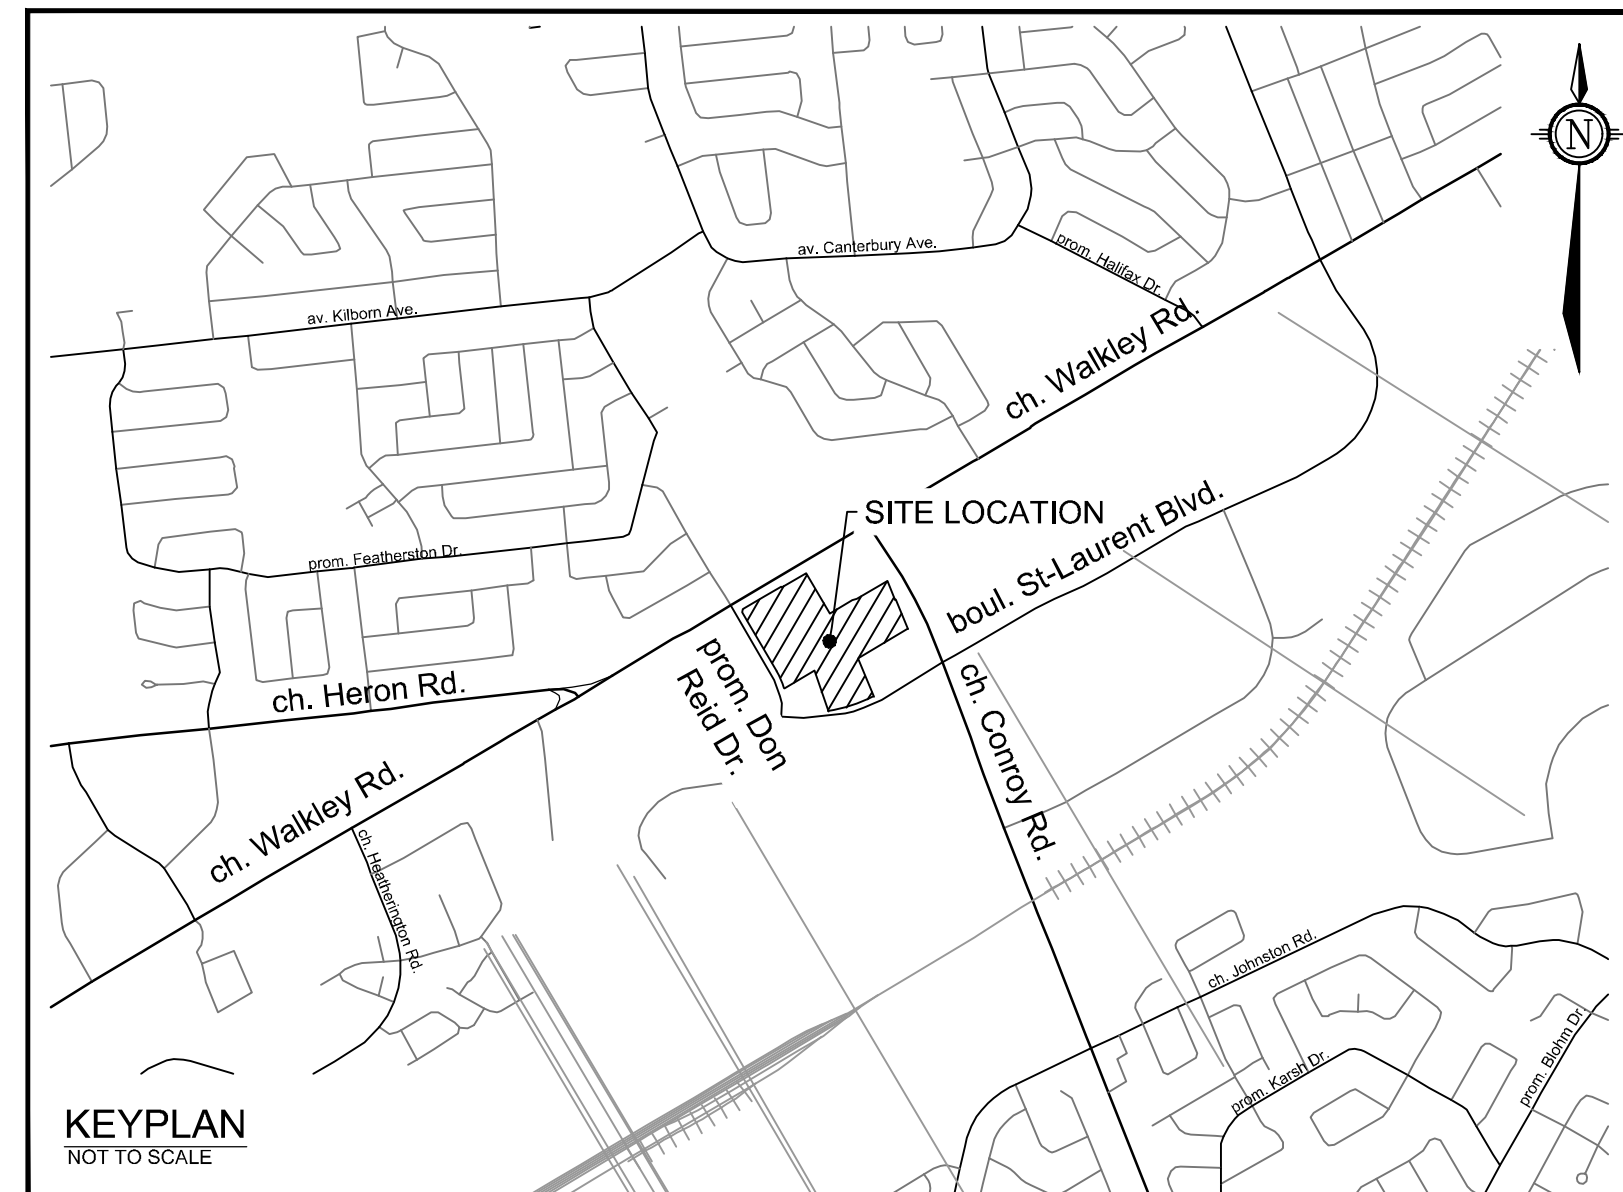 N
av. Canterbury Ave.
prom. Halifax Dr.
av. Kilborn Ave.
ch. Walkley Rd.
SITE LOCATION
boul. St-Laurent Blvd.
prom. Featherston Dr.
prom. Don
Reid Dr.
ch. Heron Rd.
ch. Conroy Rd.
ch. Walkley Rd.
ch. Heatherington Rd.
ch. Johnston Rd.
prom. Karsh Dr.
prom. Blohm Dr.
KEYPLAN
NOT TO SCALE